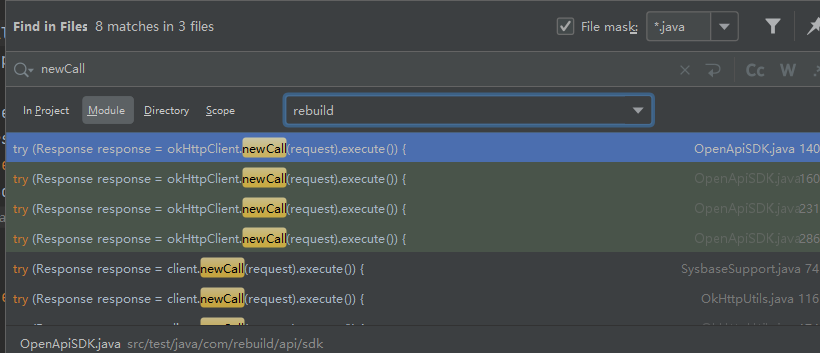 Find in Files 8 matches in 3 files File mask: *.java
newCall Cc W .*
In Project Module Directory Scope rebuild
try (Response response = okHttpClient.newCall(request).execute()) { OpenApiSDK.java 140
try (Response response = okHttpClient.newCall(request).execute()) { OpenApiSDK.java 160
try (Response response = okHttpClient.newCall(request).execute()) { OpenApiSDK.java 231
try (Response response = okHttpClient.newCall(request).execute()) { OpenApiSDK.java 286
try (Response response = client.newCall(request).execute()) { SysbaseSupport.java 74
try (Response response = client.newCall(request).execute()) { OkHttpUtils.java 116
OpenApiSDK.java src/test/java/com/rebuild/api/sdk